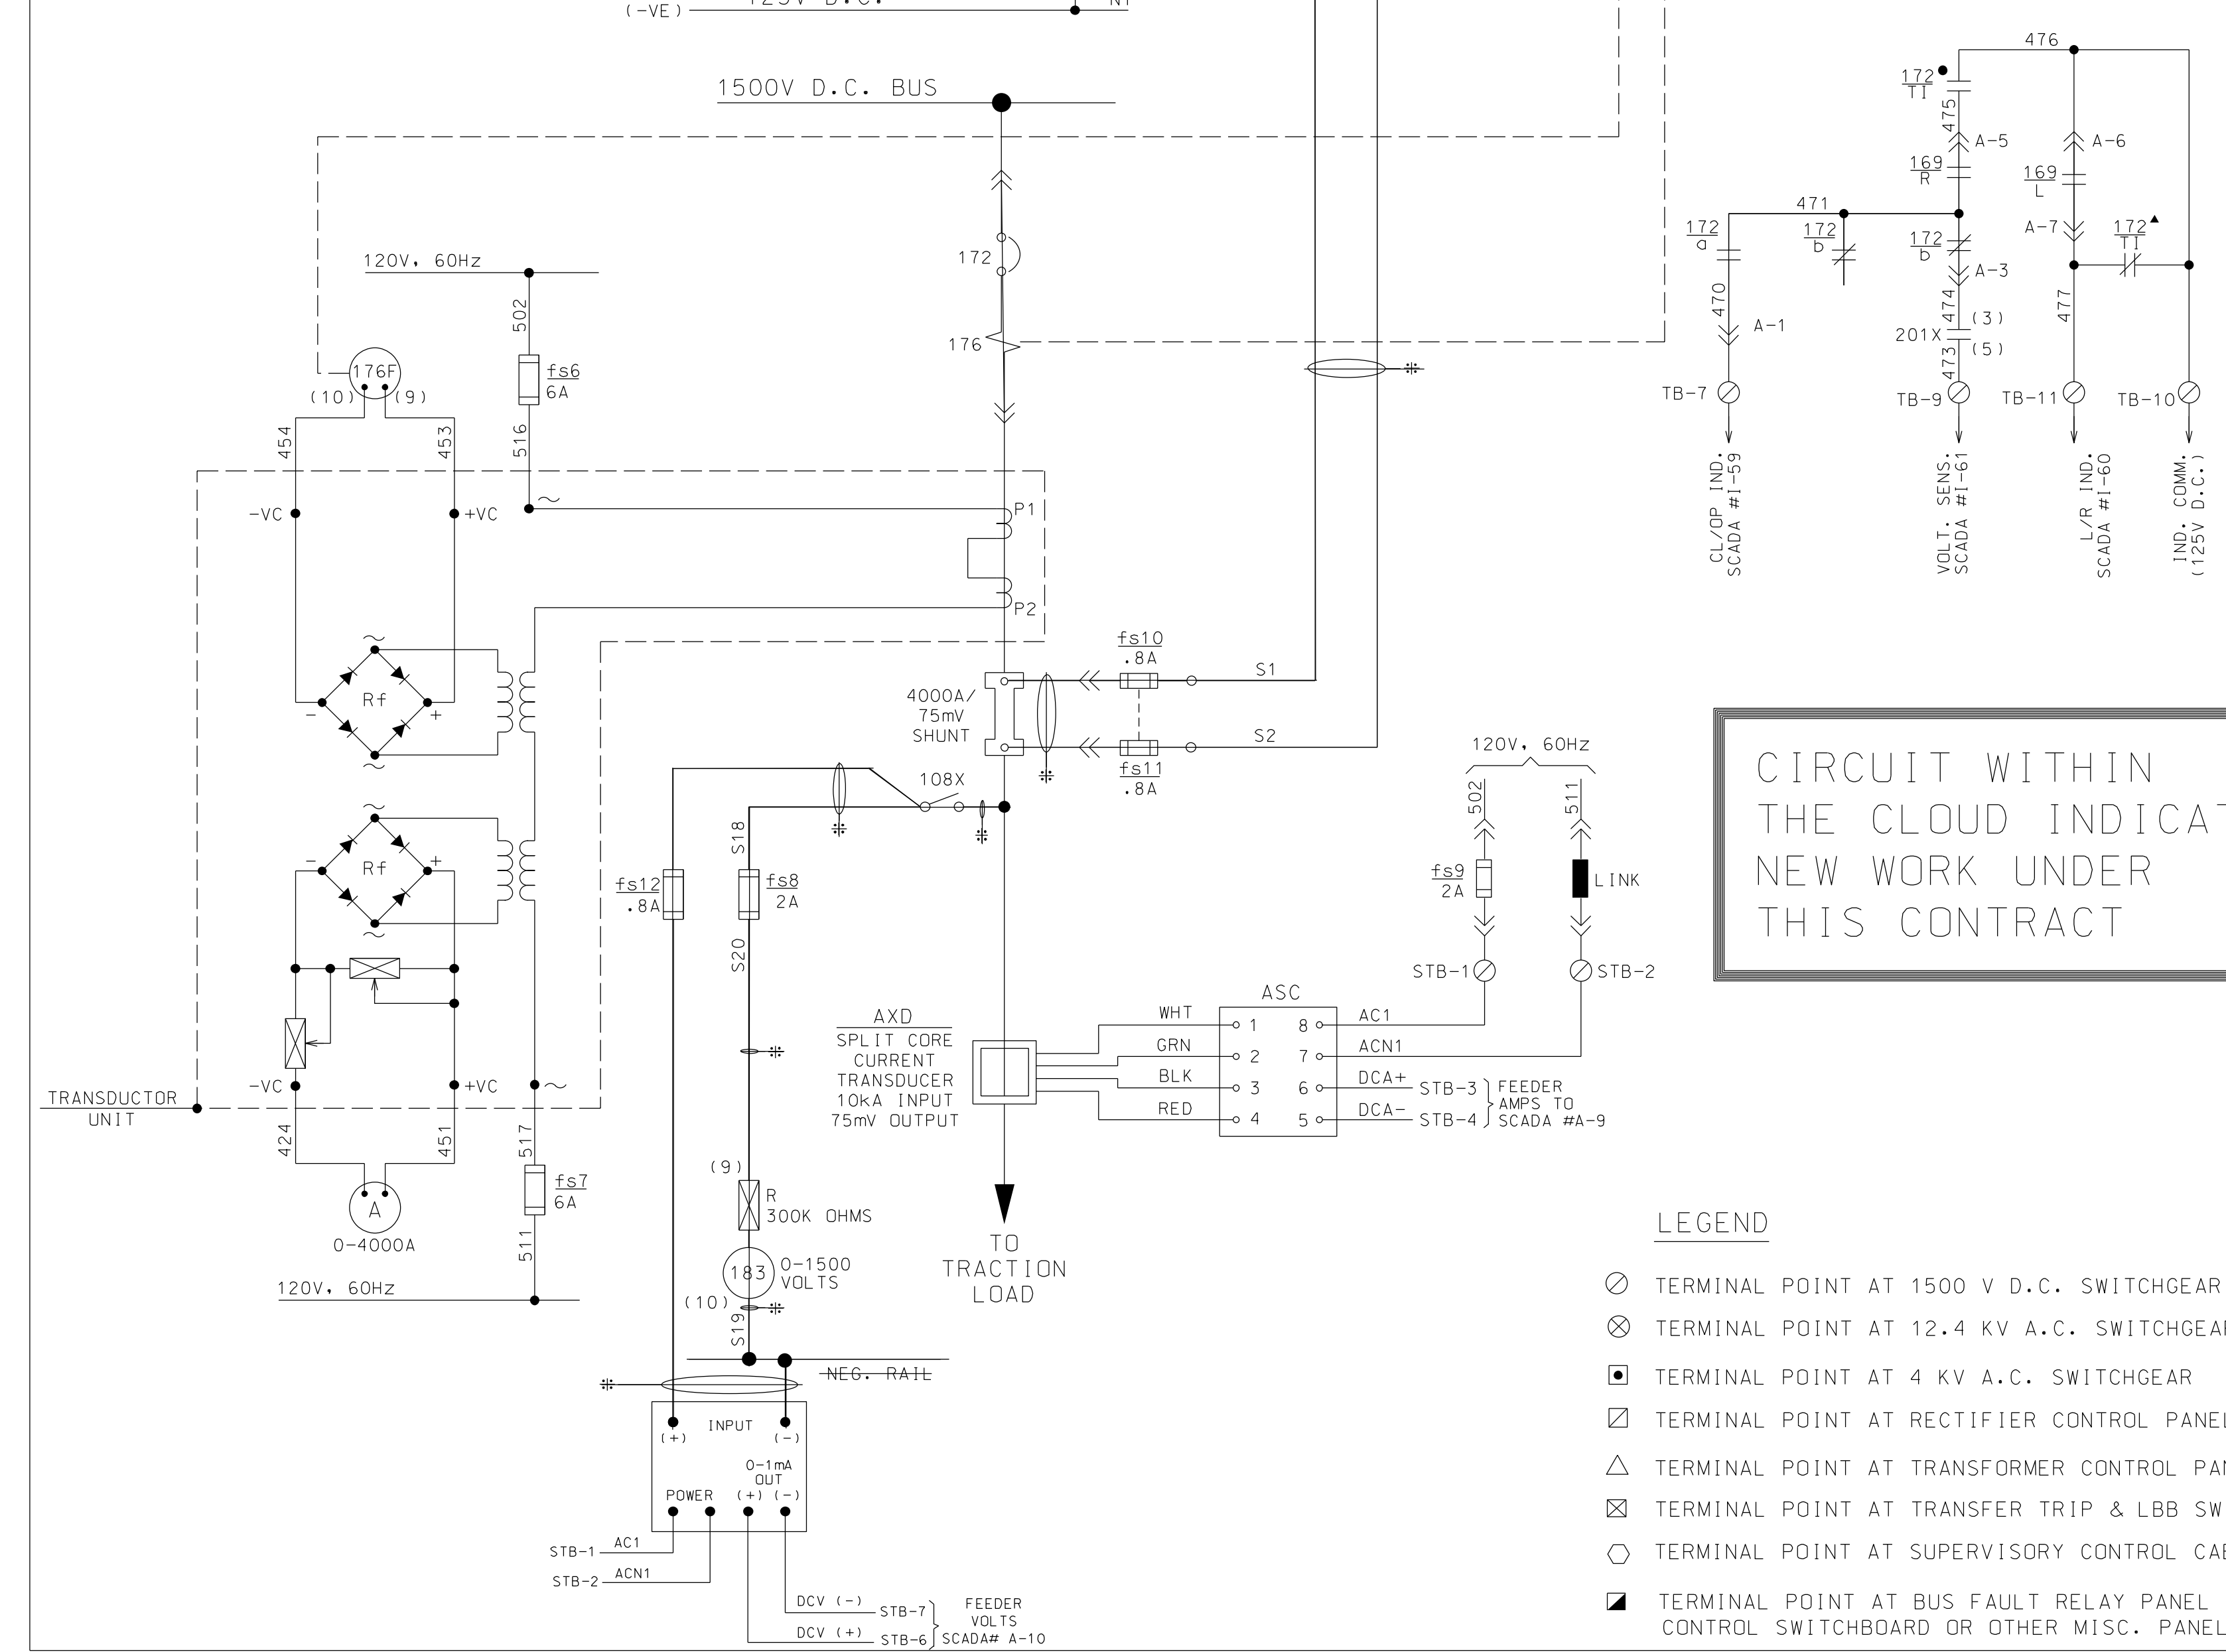 (-VE)
125V D.C.
N1
1500V D.C. BUS
172
176
120V, 60Hz
502
fs6
6A
516
176F
(10)
(9)
454
453
-VC
+VC
P1
P2
Rf
-
+
Rf
-
+
-VC
+VC
TRANSDUCTOR
UNIT
424
451
517
fs7
6A
511
A
0-4000A
120V, 60Hz
4000A/
75mV
SHUNT
fs10
.8A
S1
fs11
.8A
S2
108X
S18
fs12
.8A
fs8
2A
S20
AXD
SPLIT CORE
CURRENT
TRANSDUCER
10kA INPUT
75mV OUTPUT
(9)
R
300K OHMS
183
0-1500
VOLTS
(10)
S19
NEG. RAIL
TO
TRACTION
LOAD
INPUT
(+)
(-)
0-1mA
OUT
POWER
(+)
(-)
STB-1
AC1
STB-2
ACN1
DCV (-)
STB-7
DCV (+)
STB-6
FEEDER
VOLTS
SCADA# A-10
WHT
GRN
BLK
RED
ASC
1
8
2
7
3
6
4
5
AC1
ACN1
DCA+
STB-3
DCA-
STB-4
FEEDER
AMPS TO
SCADA #A-9
120V, 60Hz
502
511
fs9
2A
LINK
STB-1
STB-2
476
172
TI
475
A-5
A-6
169
R
169
L
471
172
a
172
b
172
b
A-7
172
TI
A-3
470
474
477
A-1
(3)
201X
(5)
473
TB-7
TB-9
TB-11
TB-10
CL/OP IND.
SCADA #I-59
VOLT. SENS.
SCADA #I-61
L/R IND.
SCADA #I-60
IND. COMM.
(125V D.C.)
CIRCUIT WITHIN
THE CLOUD INDICAT
NEW WORK UNDER
THIS CONTRACT
LEGEND
TERMINAL POINT AT 1500 V D.C. SWITCHGEAR
TERMINAL POINT AT 12.4 KV A.C. SWITCHGEAR
TERMINAL POINT AT 4 KV A.C. SWITCHGEAR
TERMINAL POINT AT RECTIFIER CONTROL PANEL
TERMINAL POINT AT TRANSFORMER CONTROL PAN
TERMINAL POINT AT TRANSFER TRIP & LBB SW
TERMINAL POINT AT SUPERVISORY CONTROL CAB
TERMINAL POINT AT BUS FAULT RELAY PANEL
CONTROL SWITCHBOARD OR OTHER MISC. PANEL